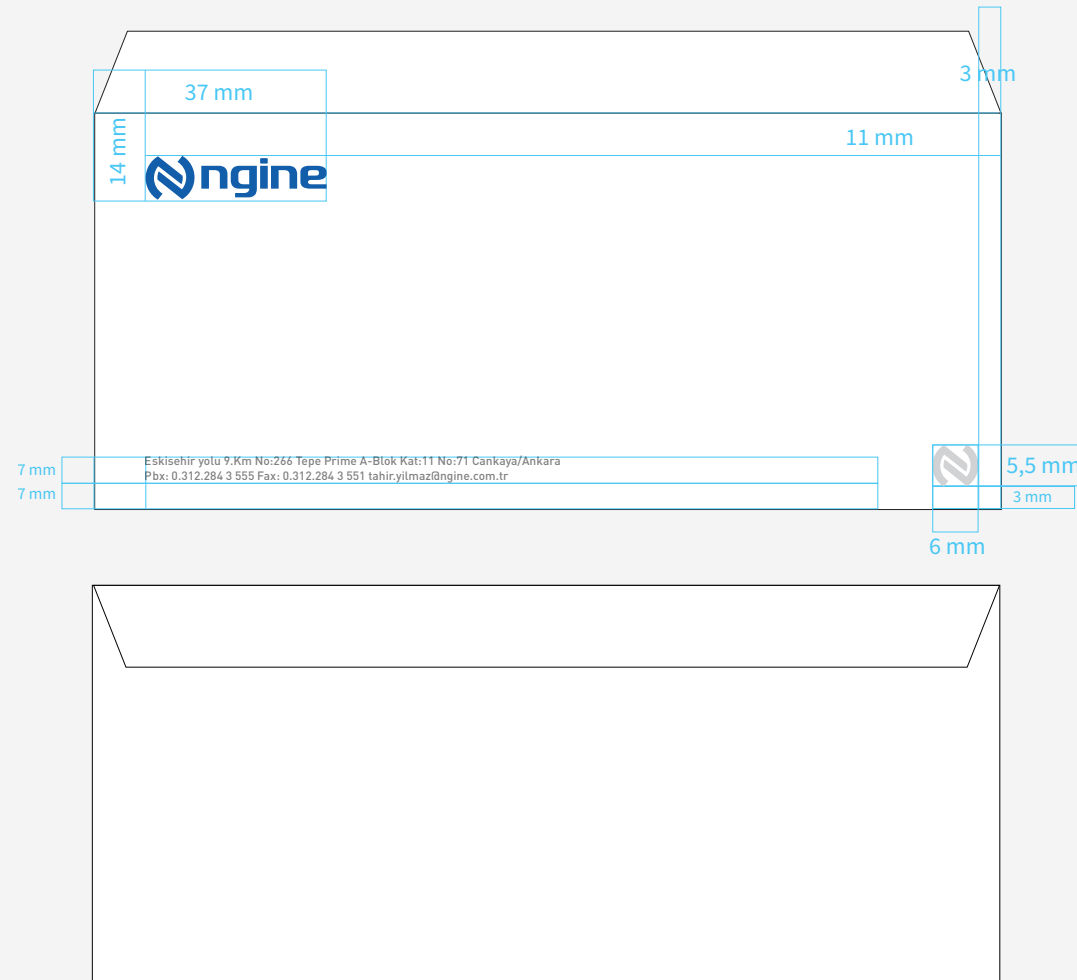 3 mm
37 mm
11 mm
14 mm
ngine
Eskisehir yolu 9.Km No:266 Tepe Prime A-Blok Kat:11 No:71 Cankaya/Ankara
Pbx: 0.312.284 3 555 Fax: 0.312.284 3 551 tahir.yilmaz@ngine.com.tr
7 mm
5,5 mm
7 mm
3 mm
6 mm